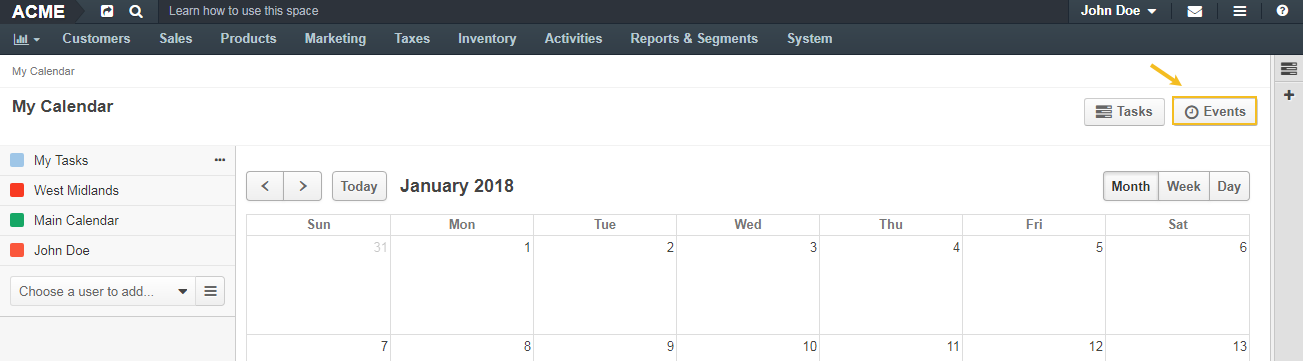 ACME Learn how to use this space John Doe
Customers Sales Products Marketing Taxes Inventory Activities Reports & Segments System
My Calendar
My Calendar
Tasks Events
My Tasks
West Midlands
Main Calendar
John Doe
Choose a user to add...
Today January 2018 Month Week Day
Sun Mon Tue Wed Thu Fri Sat
31 1 2 3 4 5 6
7 8 9 10 11 12 13